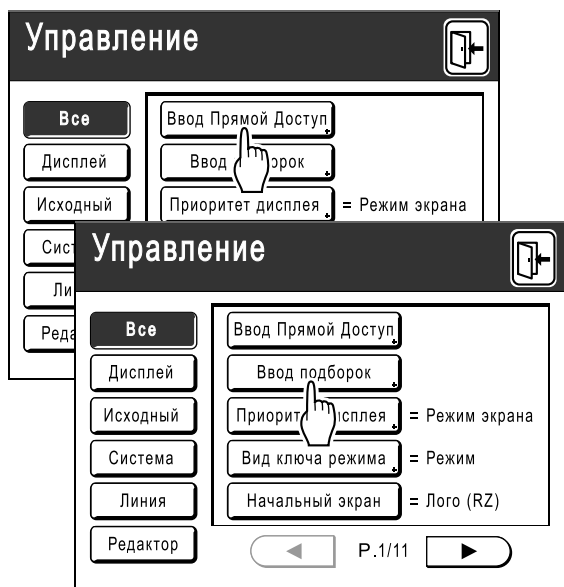 Управление
Все
Ввод Прямой Доступ
Дисплей
Ввод
Исходный
Приоритет дисплея = Режим экрана
Управление
Все
Ввод Прямой Доступ
Дисплей
Ввод подборок
Исходный
= Режим экрана
Система
Вид ключа режима = Режим
Линия
Начальный экран = Лого (RZ)
Редактор
P.1/11